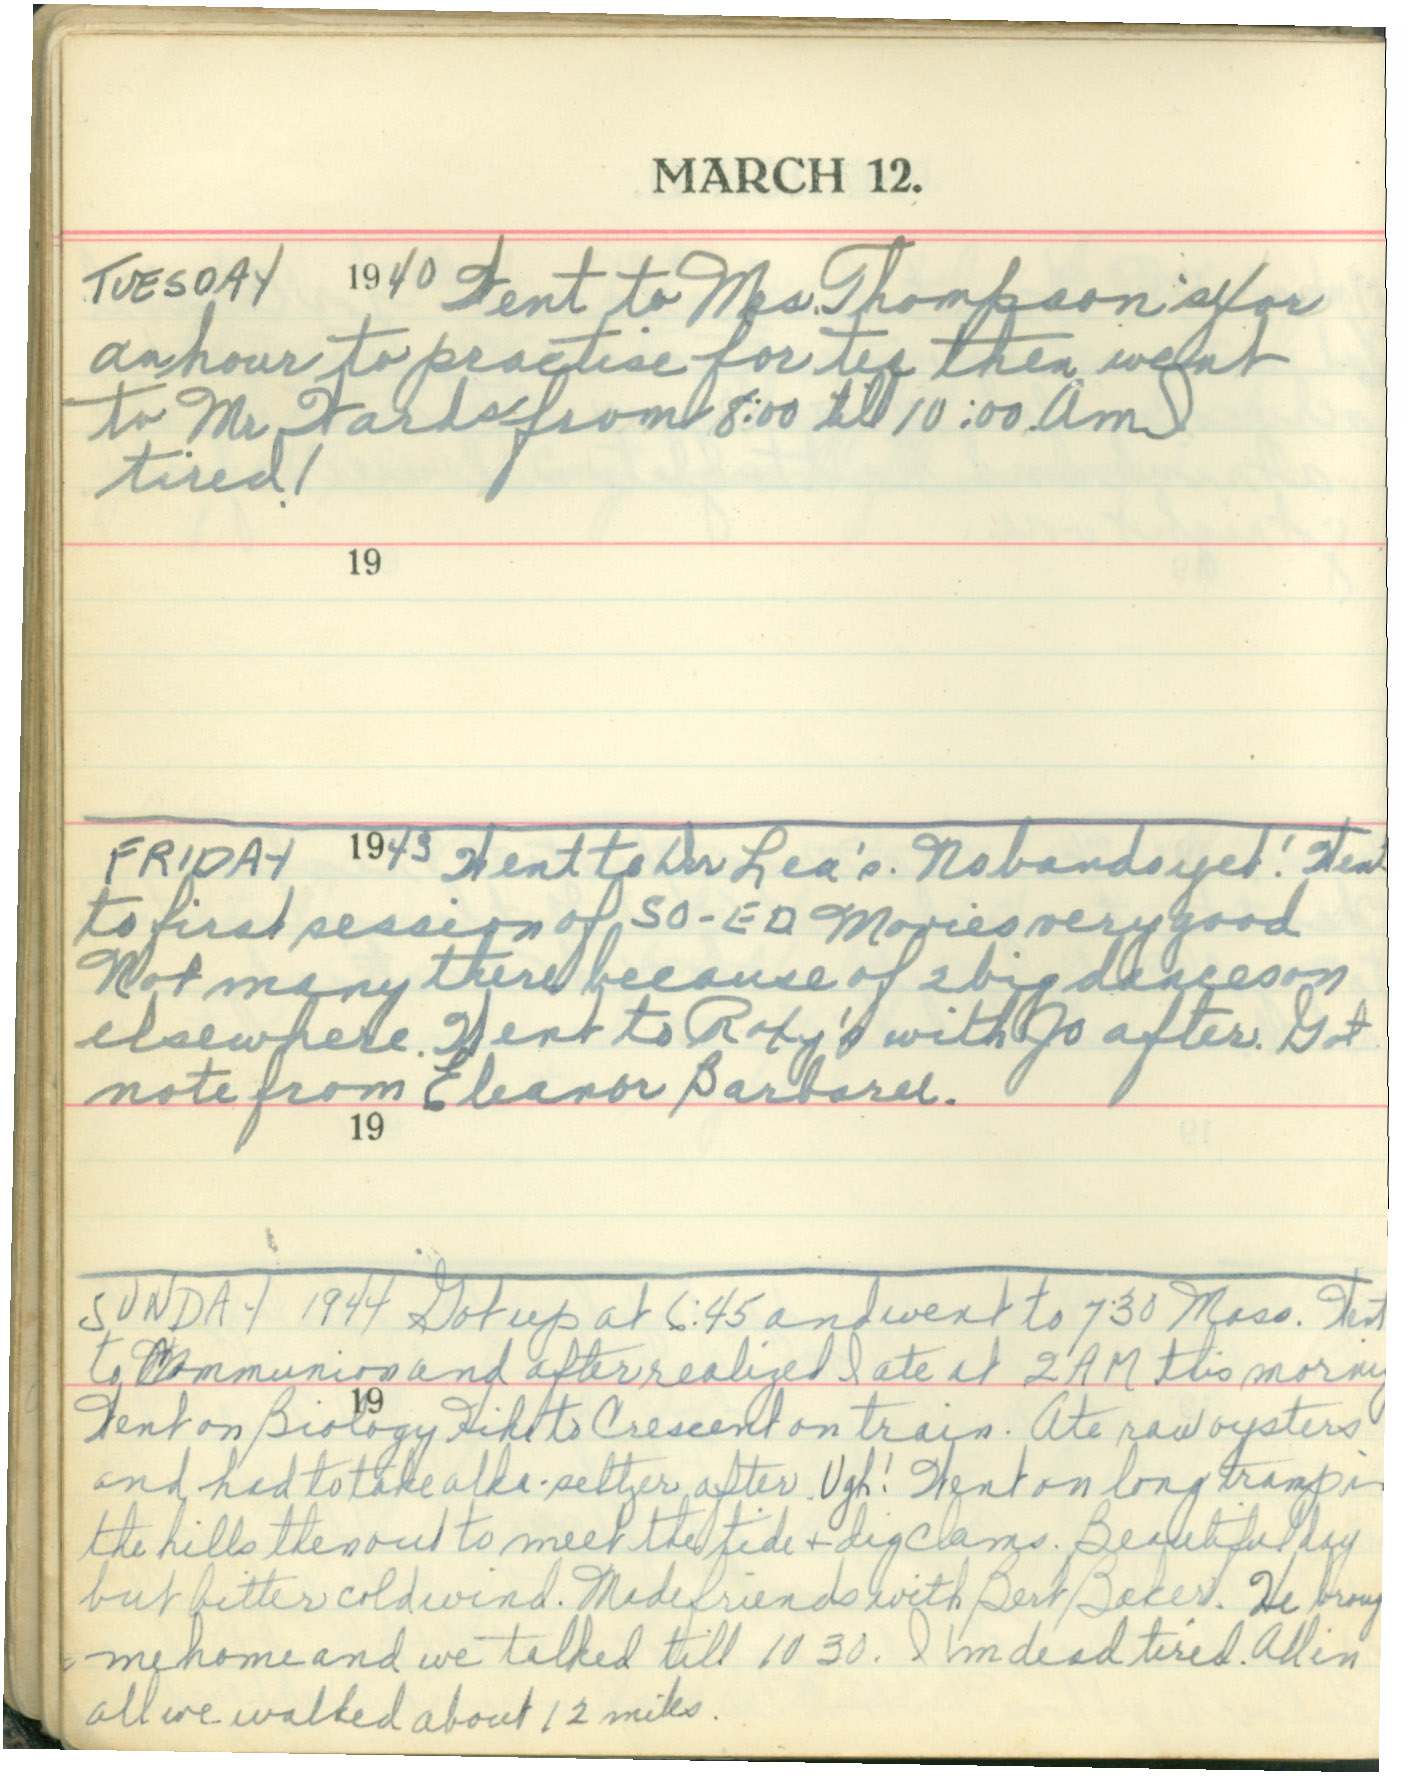 MARCH 12.
TUESDAY 1940 Went to Mrs. Thompson's for
an hour to practise for tea then went
to Mr. Ward's from 8:00 till 10:00. Am I
tired!
19
FRIDAY 1943 Went to Dr Lea's. No bands yet! Went
to first session of SO-ED Movies very good
Not many there because of 2 big dances on
elsewhere. Went to Roxy's with Jo after. Got
note from Eleanor
19
SUNDAY 1944 Got up at 6:45 and went to 7:30 Mass. Went
to Communion and after realized I ate at 2 AM this morning
19
Went on Biology Hike to Crescent on train. Ate raw oysters
and had to take alka-seltzer after. Ugh! Went on long tramp in
the hills then out to meet the tide + dig clams. Beautiful day
but bitter cold wind. Made friends with Bert Baker. He broug
me home and we talked till 10 30. I'm dead tired. All in
all we walked about 12 miles.